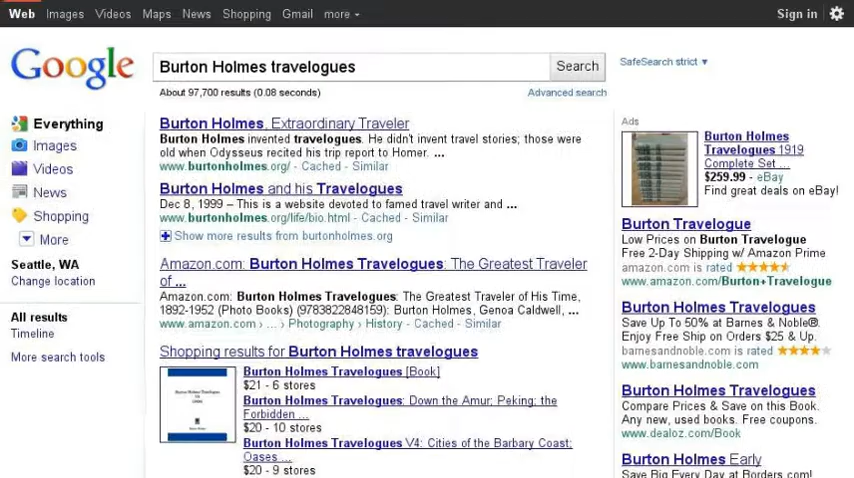 Web Images Videos Maps News Shopping Gmail more
Sign in
Google
Burton Holmes travelogues
Search
SafeSearch strict ▼
About 97,700 results (0.08 seconds)
Advanced search
Everything
Images
Videos
News
Shopping
More
Seattle, WA
Change location
All results
Timeline
More search tools
Burton Holmes, Extraordinary Traveler
Burton Holmes invented travelogues. He didn't invent travel stories; those were
old when Odysseus recited his trip report to Homer. ...
www.burtonholmes.org/ - Cached - Similar
Burton Holmes and his Travelogues
Dec 8, 1999 – This is a website devoted to famed travel writer and ...
www.burtonholmes.org/life/bio.html - Cached - Similar
Show more results from burtonholmes.org
Amazon.com: Burton Holmes Travelogues: The Greatest Traveler
of ...
Amazon.com: Burton Holmes Travelogues: The Greatest Traveler of His Time,
1892-1952 (Photo Books) (9783822848159): Burton Holmes, Genoa Caldwell, ...
www.amazon.com › ... › Photography › History - Cached - Similar
Shopping results for Burton Holmes travelogues
Burton Holmes Travelogues [Book]
$21 - 6 stores
Burton Holmes Travelogues: Down the Amur; Peking; the
Forbidden ...
$20 - 10 stores
Burton Holmes Travelogues V4: Cities of the Barbary Coast;
Oases ...
$20 - 9 stores
Ads
Burton Holmes
Travelogues 1919
Complete Set ...
$259.99 - eBay
Find great deals on eBay!
Burton Travelogue
Low Prices on Burton Travelogue
Free 2-Day Shipping w/ Amazon Prime
amazon.com is rated
www.amazon.com/Burton+Travelogue
Burton Holmes Travelogues
Save Up To 50% at Barnes & Noble®.
Enjoy Free Ship on Orders $25 & Up.
barnesandnoble.com is rated
www.barnesandnoble.com
Burton Holmes Travelogues
Compare Prices & Save on this Book.
Any new, used books. Free coupons.
www.dealoz.com/Book
Burton Holmes Early
Save Big Every Day at Borders.com!